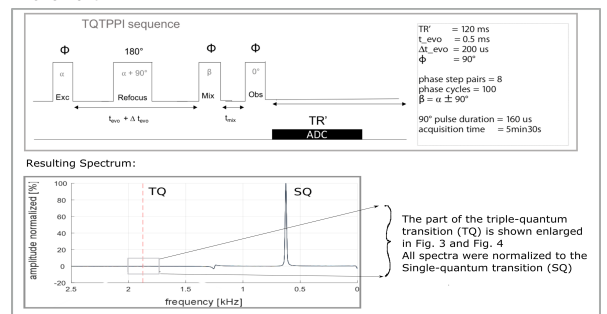 TQTPPI sequence
Φ 180° Φ Φ
α α + 90° β 0°
Exc Refocus Mix Obs
t_evo + Δ t_evo t_mix TR'
ADC
TR' = 120 ms
t_evo = 0.5 ms
Δt_evo = 200 us
Φ = 90°
phase step pairs = 8
phase cycles = 100
β = α ± 90°
90° pulse duration = 160 us
acquisition time = 5min30s
Resulting Spectrum:
amplitude normalized [%]
100
80
60
40
20
0
-20
TQ SQ
2.5 2 1.5 1 0.5 0
frequency [kHz]
The part of the triple-quantum
transition (TQ) is shown enlarged
in Fig. 3 and Fig. 4
All spectra were normalized to the
Single-quantum transition (SQ)